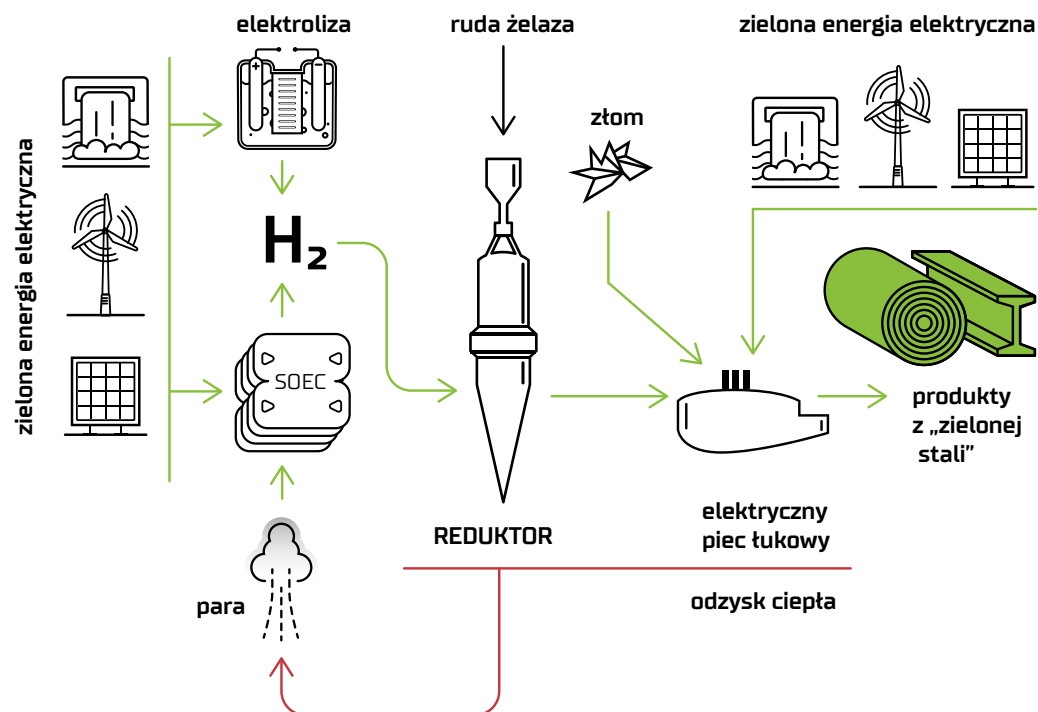 elektroliza
ruda żelaza
zielona energia elektryczna
zielona energia elektryczna
+
−
złom
H₂
SOEC
produkty
z „zielonej
stali”
REDUKTOR
elektryczny
piec łukowy
para
odzysk ciepła